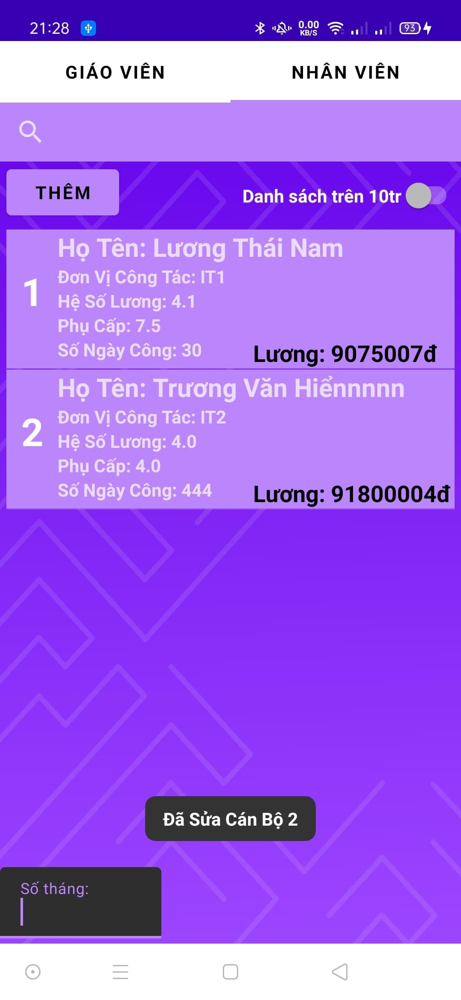 21:28
0.00
KB/S
93
GIÁO VIÊN
NHÂN VIÊN
THÊM
Danh sách trên 10tr
1
Họ Tên: Lương Thái Nam
Đơn Vị Công Tác: IT1
Hệ Số Lương: 4.1
Phụ Cấp: 7.5
Số Ngày Công: 30
Lương: 9075007đ
2
Họ Tên: Trương Văn Hiểnnnnn
Đơn Vị Công Tác: IT2
Hệ Số Lương: 4.0
Phụ Cấp: 4.0
Số Ngày Công: 444
Lương: 91800004đ
Đã Sửa Cán Bộ 2
Số tháng: